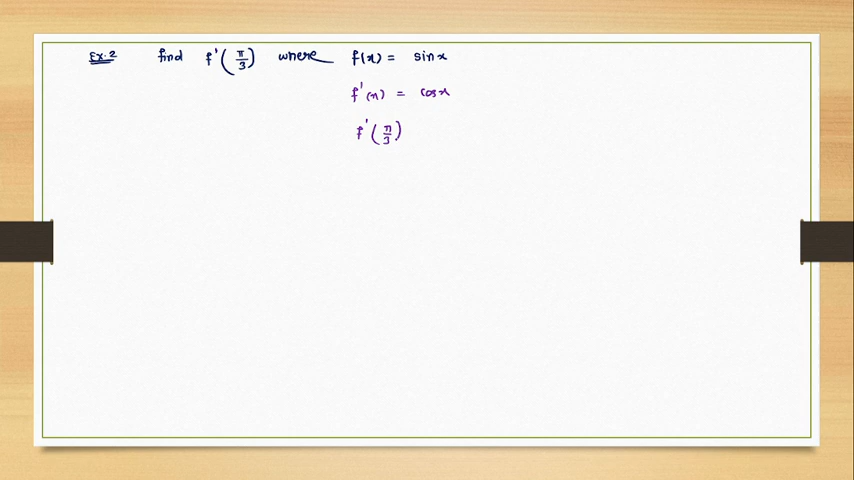 Ex.2 find f'(π/3) where f(x) = sin x
f'(x) = cos x
f'(π/3)